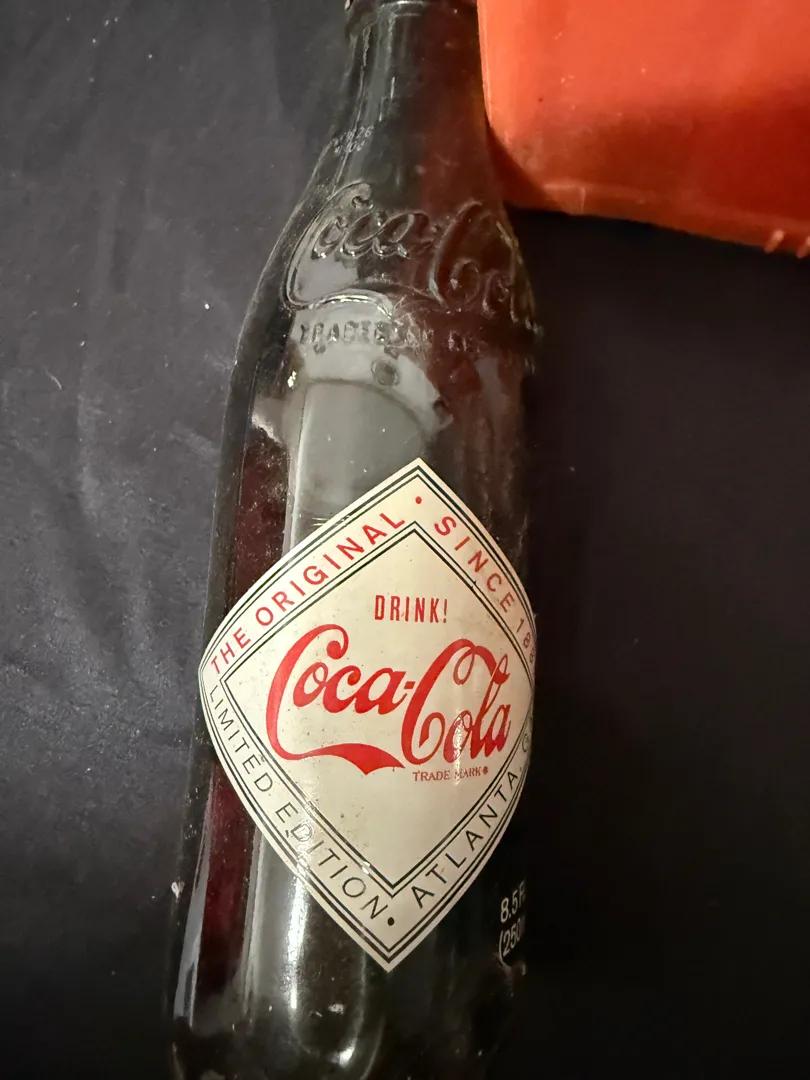 Coca-Cola
TRADEMARK
THE ORIGINAL • SINCE
DRINK!
Coca-Cola
TRADE MARK®
LIMITED EDITION • ATLANTA,
8.5